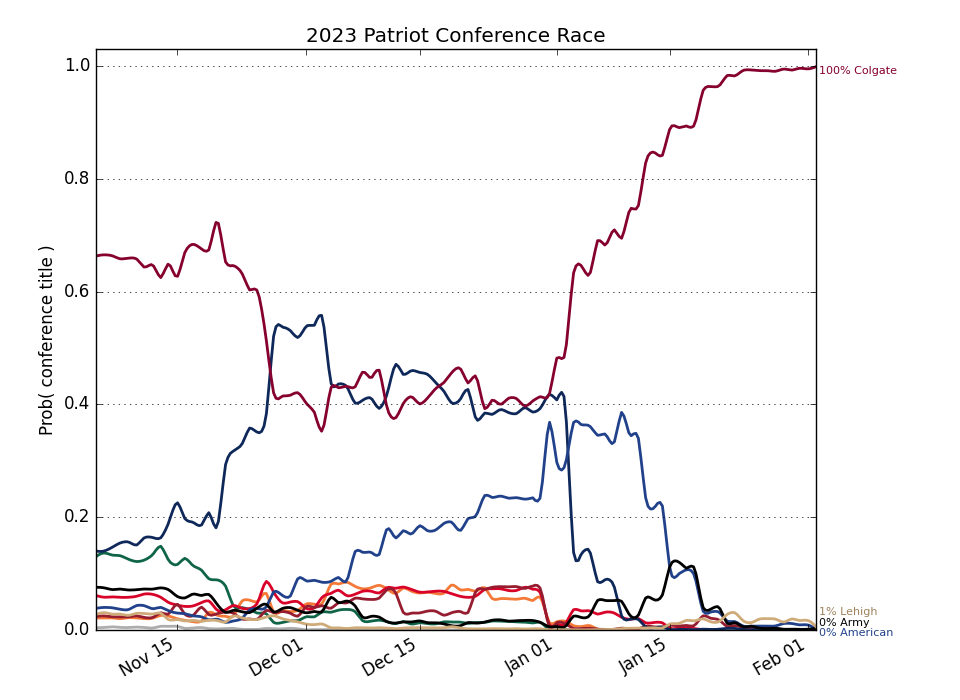 2023 Patriot Conference Race
Prob( conference title )
1.0
0.8
0.6
0.4
0.2
0.0
100% Colgate
1% Lehigh
0% Army
0% American
Nov 15
Dec 01
Dec 15
Jan 01
Jan 15
Feb 01